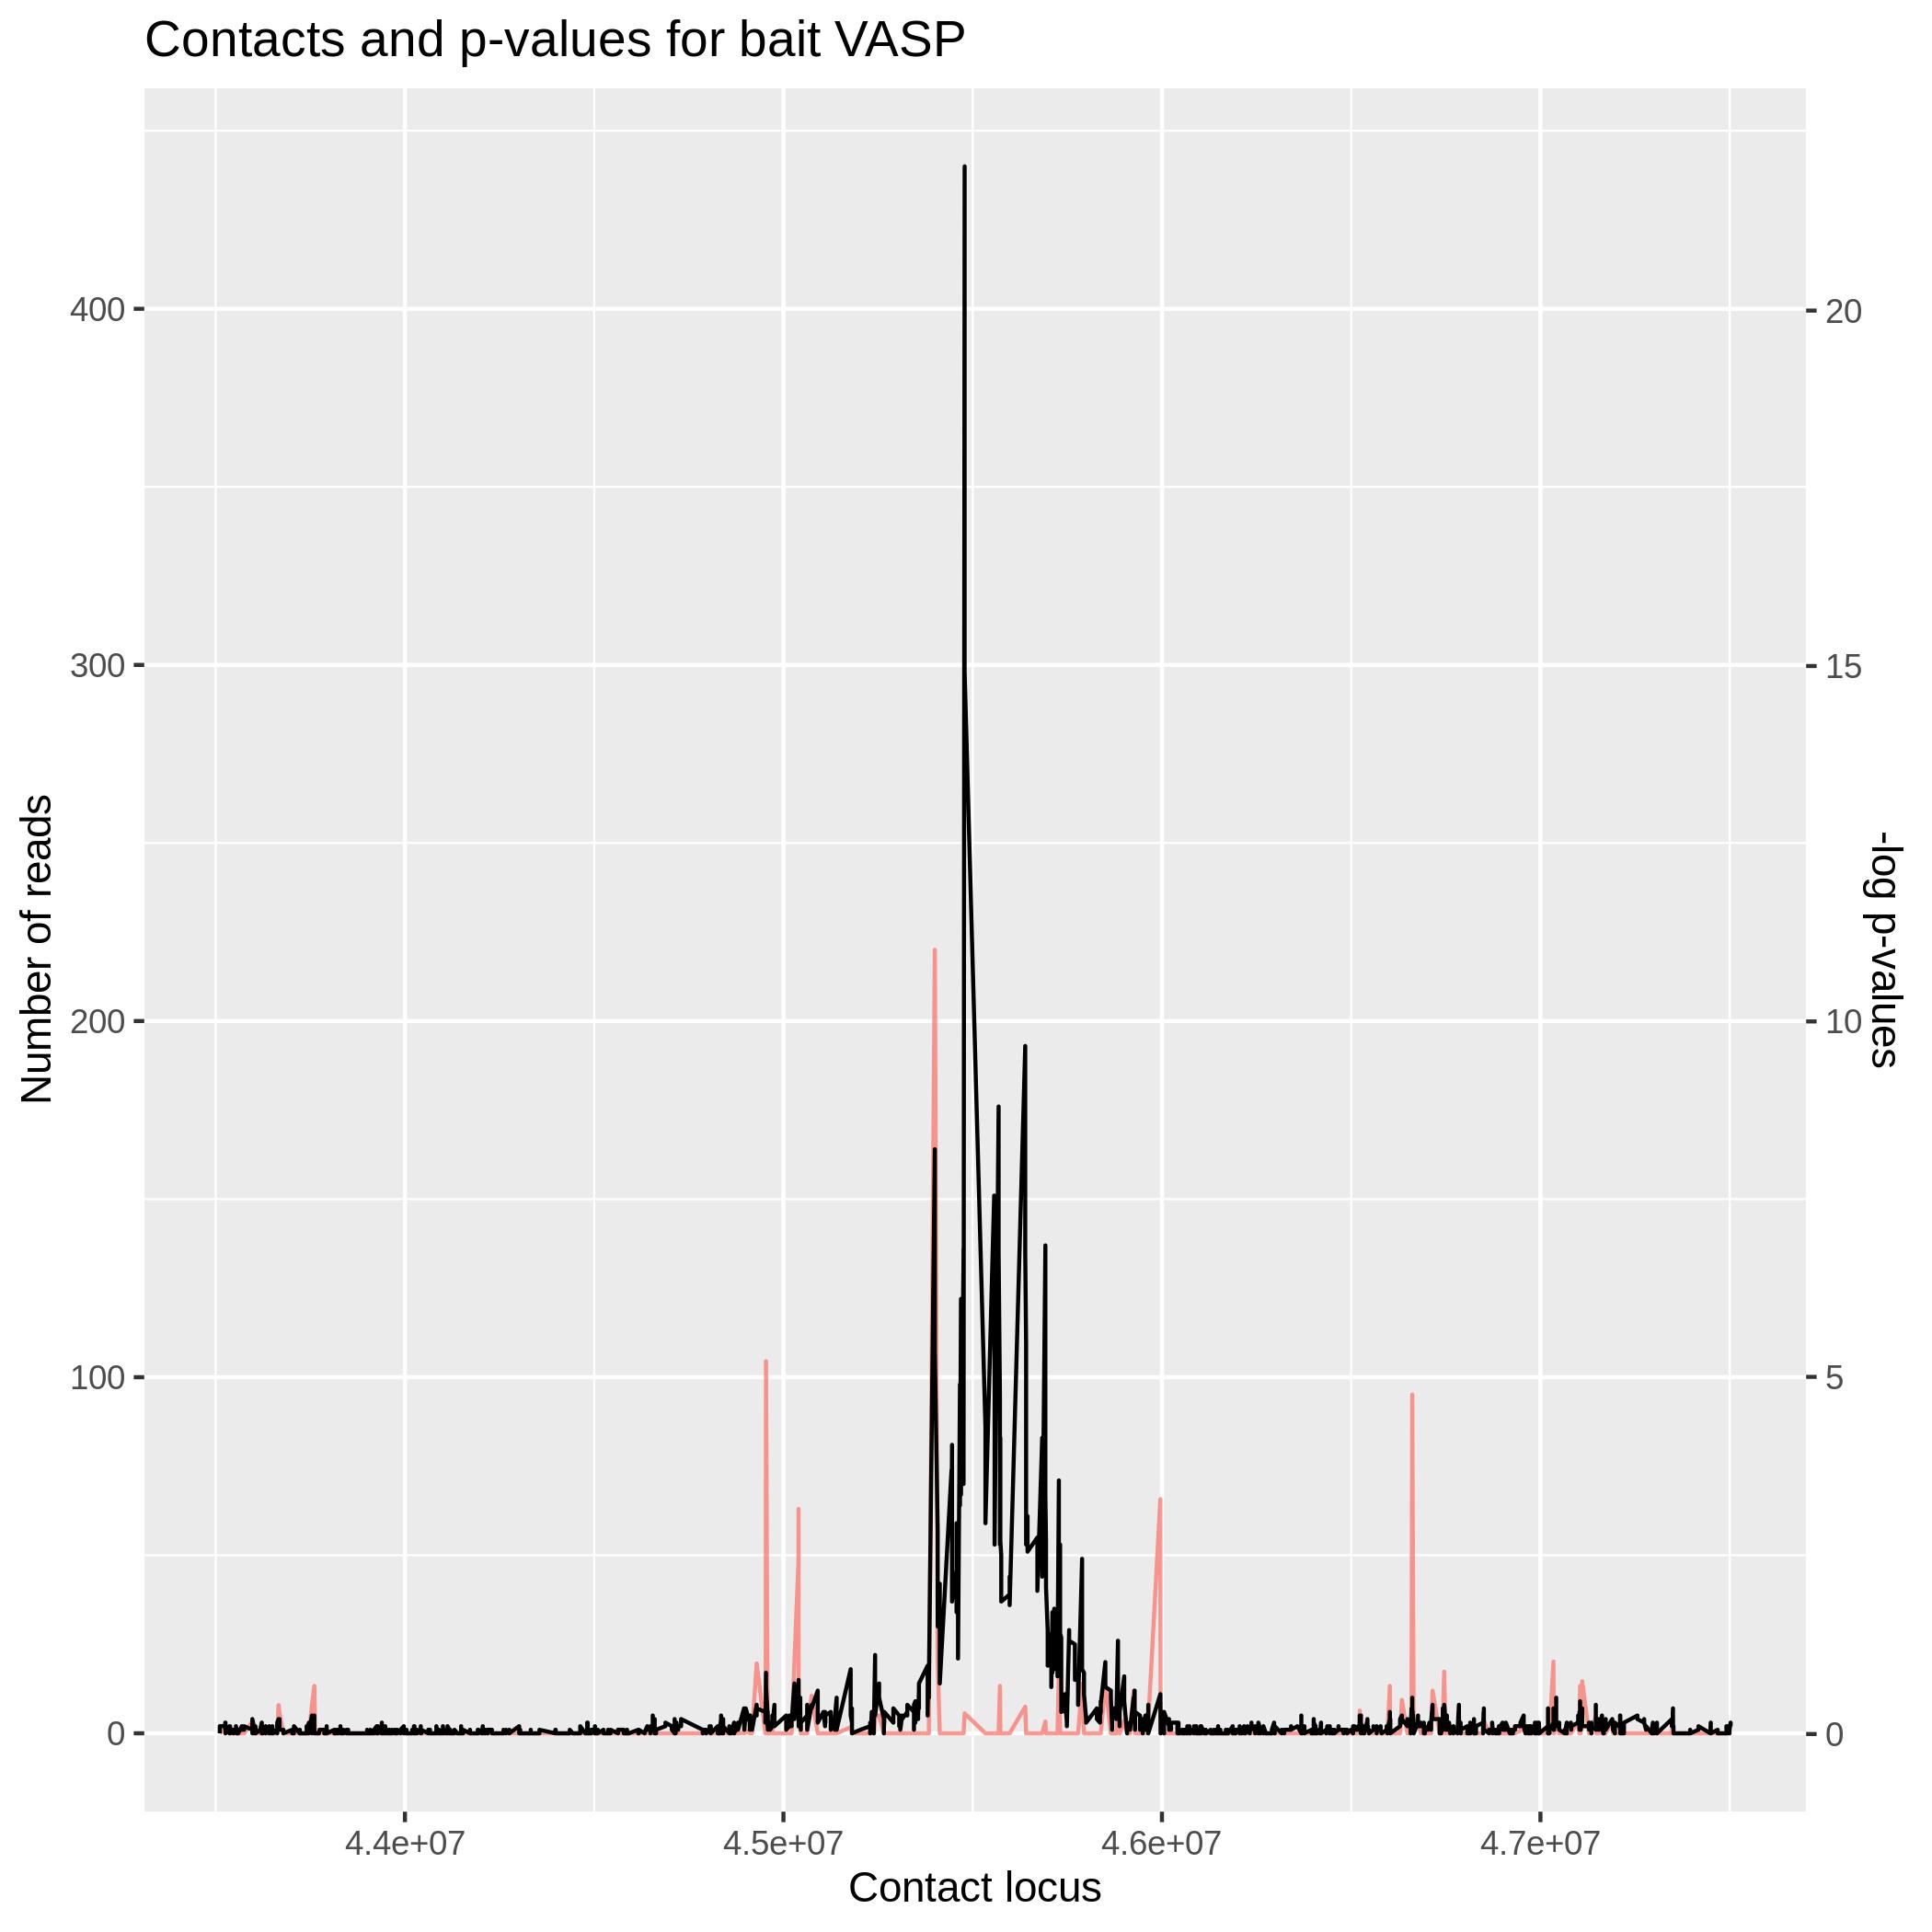 Contacts and p-values for bait VASP
Number of reads
400
300
200
100
0
20
15
10
5
0
-log p-values
4.4e+07
4.5e+07
4.6e+07
4.7e+07
Contact locus